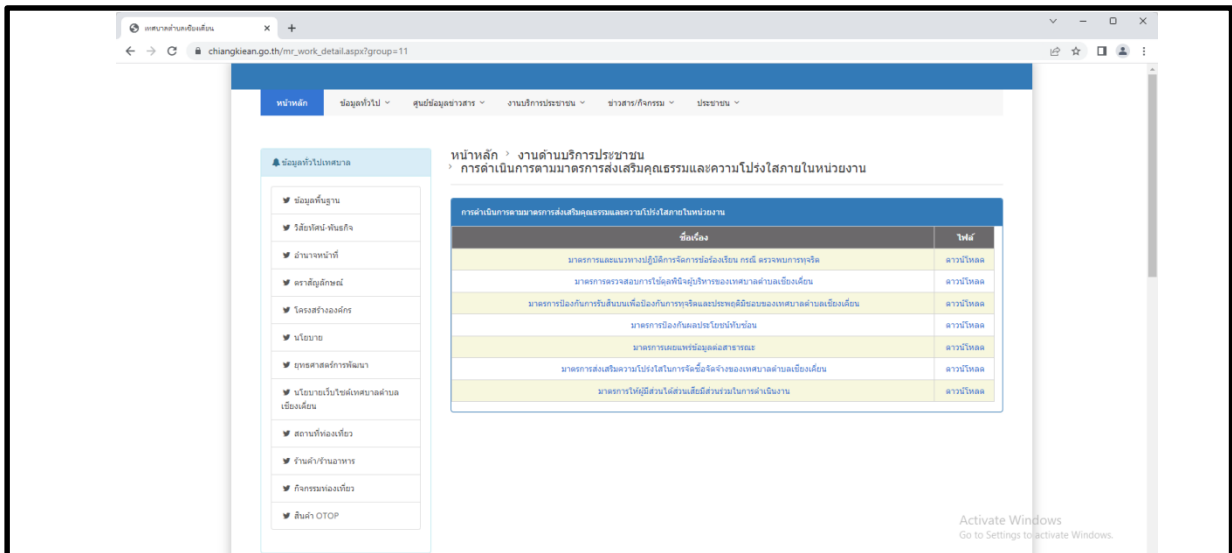 เทศบาลตำบลเชียงเคี่ยน
chiangkiean.go.th/mr_work_detail.aspx?group=11
หน้าหลัก ข้อมูลทั่วไป ศูนย์ข้อมูลข่าวสาร งานบริการประชาชน ข่าวสาร/กิจกรรม ประชาชน
ข้อมูลทั่วไปเทศบาล
ข้อมูลพื้นฐาน
วิสัยทัศน์-พันธกิจ
อำนาจหน้าที่
ตราสัญลักษณ์
โครงสร้างองค์กร
นโยบาย
ยุทธศาสตร์การพัฒนา
นโยบายเว็บไซต์เทศบาลตำบล
เชียงเคี่ยน
สถานที่ท่องเที่ยว
ร้านค้า/ร้านอาหาร
กิจกรรมท่องเที่ยว
สินค้า OTOP
หน้าหลัก › งานด้านบริการประชาชน
› การดำเนินการตามมาตรการส่งเสริมคุณธรรมและความโปร่งใสภายในหน่วยงาน
การดำเนินการตามมาตรการส่งเสริมคุณธรรมและความโปร่งใสภายในหน่วยงาน
ชื่อเรื่อง ไฟล์
มาตรการและแนวทางปฏิบัติการจัดการข้อร้องเรียน กรณี ตรวจพบการทุจริต ดาวน์โหลด
มาตรการตรวจสอบการใช้ดุลพินิจผู้บริหารของเทศบาลตำบลเชียงเคี่ยน ดาวน์โหลด
มาตรการป้องกันการรับสินบนเพื่อป้องกันการทุจริตและประพฤติมิชอบของเทศบาลตำบลเชียงเคี่ยน ดาวน์โหลด
มาตรการป้องกันผลประโยชน์ทับซ้อน ดาวน์โหลด
มาตรการเผยแพร่ข้อมูลต่อสาธารณะ ดาวน์โหลด
มาตรการส่งเสริมความโปร่งใสในการจัดซื้อจัดจ้างของเทศบาลตำบลเชียงเคี่ยน ดาวน์โหลด
มาตรการให้ผู้มีส่วนได้ส่วนเสียมีส่วนร่วมในการดำเนินงาน ดาวน์โหลด
Activate Windows
Go to Settings to activate Windows.